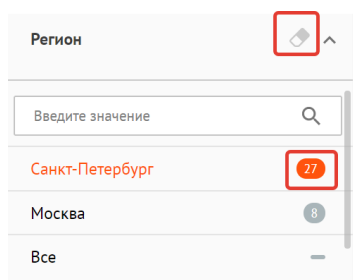 Регион
Введите значение
Санкт-Петербург 27
Москва 8
Все